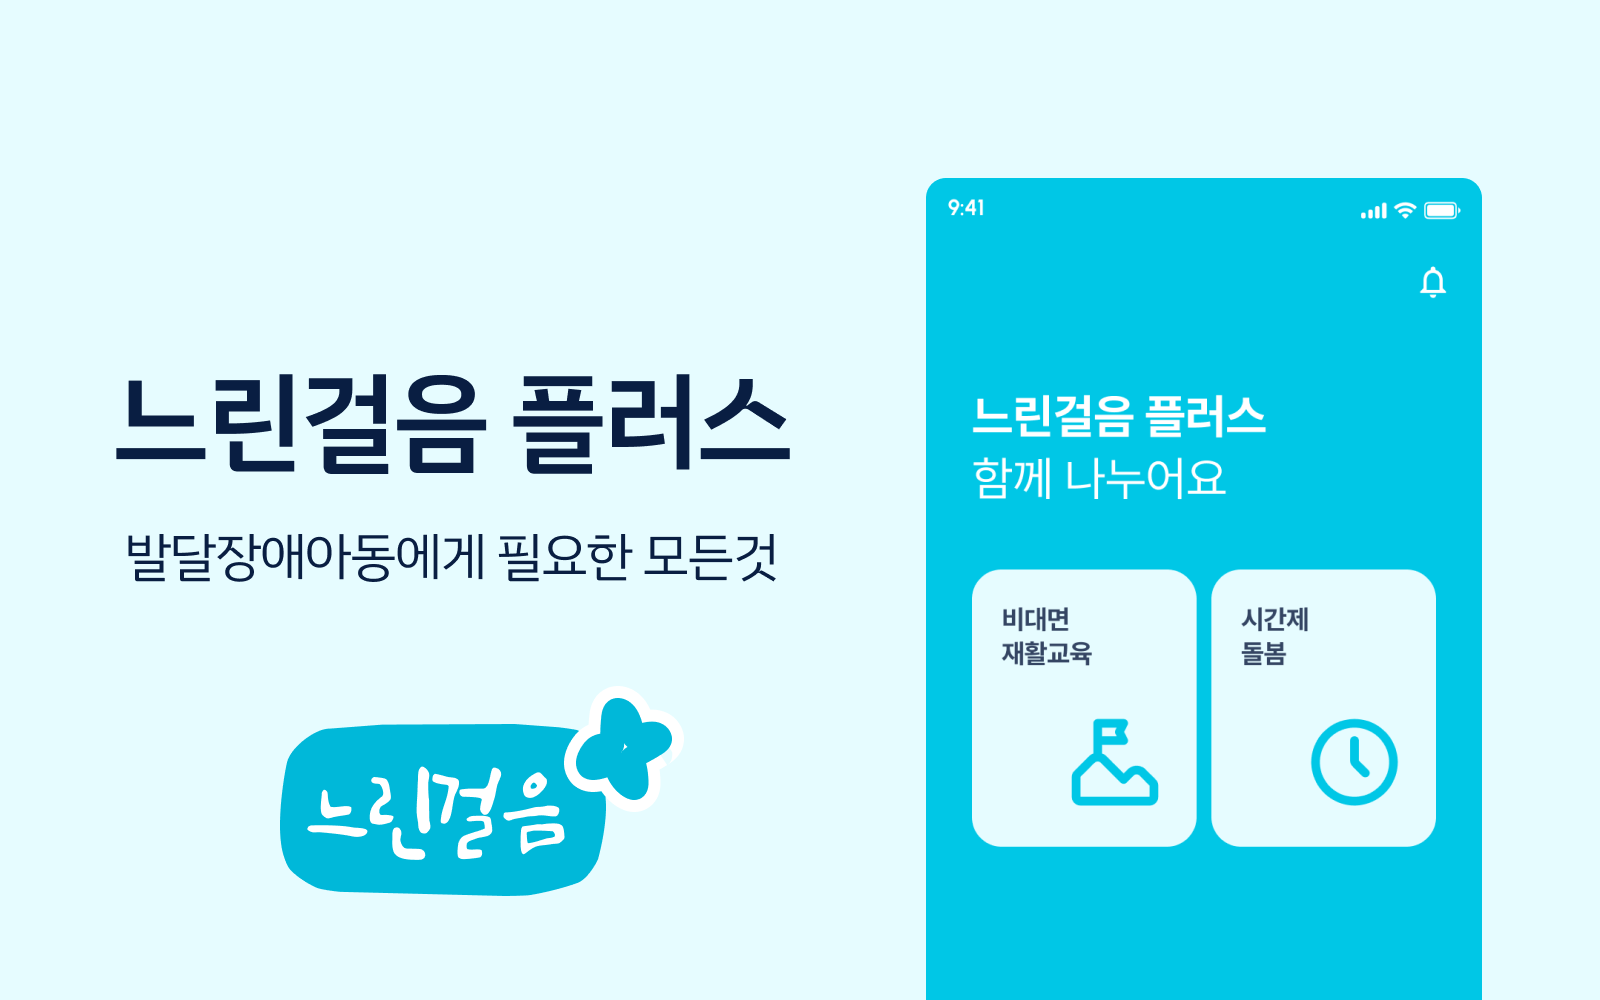 느린걸음 플러스
발달장애아동에게 필요한 모든것
느린걸음
9:41
느린걸음 플러스
함께 나누어요
비대면
재활교육
시간제
돌봄